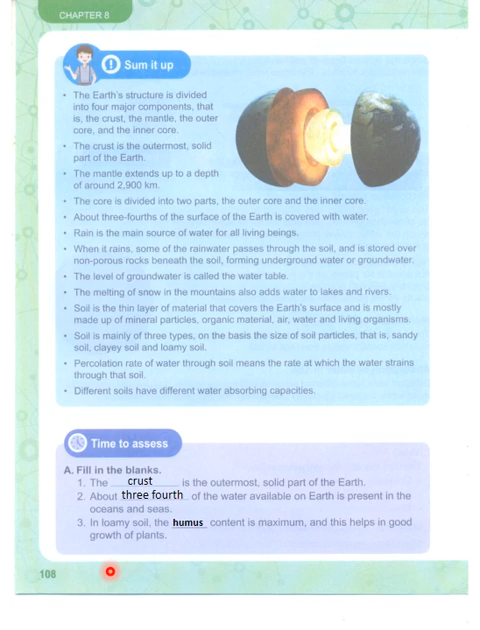 CHAPTER 8
Sum it up
• The Earth's structure is divided
into four major components, that
is, the crust, the mantle, the outer
core, and the inner core.
• The crust is the outermost, solid
part of the Earth.
• The mantle extends up to a depth
of around 2,900 km.
• The core is divided into two parts, the outer core and the inner core.
• About three-fourths of the surface of the Earth is covered with water.
• Rain is the main source of water for all living beings.
• When it rains, some of the rainwater passes through the soil, and is stored over
non-porous rocks beneath the soil, forming underground water or groundwater.
• The level of groundwater is called the water table.
• The melting of snow in the mountains also adds water to lakes and rivers.
• Soil is the thin layer of material that covers the Earth's surface and is mostly
made up of mineral particles, organic material, air, water and living organisms.
• Soil is mainly of three types, on the basis the size of soil particles, that is, sandy
soil, clayey soil and loamy soil.
• Percolation rate of water through soil means the rate at which the water strains
through that soil.
• Different soils have different water absorbing capacities.
Time to assess
A. Fill in the blanks.
1. The crust is the outermost, solid part of the Earth.
2. About three fourth of the water available on Earth is present in the
oceans and seas.
3. In loamy soil, the humus content is maximum, and this helps in good
growth of plants.
108